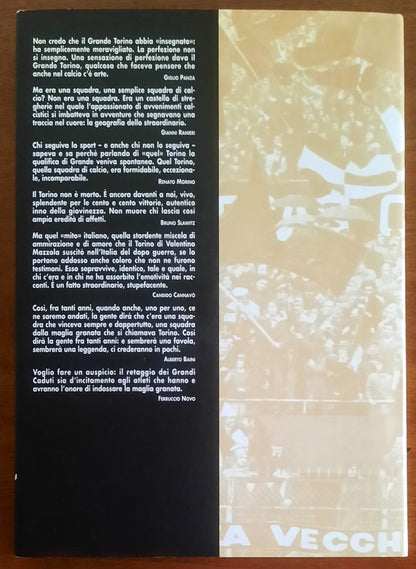 Non credo che il Grande Torino abbia «insegnato»:
ha semplicemente meravigliato. La perfezione non
si insegna. Una sensazione di perfezione dava il
Grande Torino, qualcosa che faceva pensare che
anche nel calcio c'è arte.
GIGLIO PANZA
Ma era una squadra, una semplice squadra di cal-
cio? Non era una squadra. Era un castello di stre-
gherie nel quale l'appassionato di avvenimenti cal-
cistici si imbatteva in avventure che segnavano una
traccia nel cuore: la geografia dello straordinario.
GIANNI RANIERI
Chi seguiva lo sport – e anche chi non lo seguiva –
sapeva e sa perché parlando di «quel» Torino la
qualifica di Grande veniva spontanea. Quel Torino,
quella squadra di calcio, era formidabile, ecceziona-
le, incomparabile.
RENATO MORINO
Il Torino non è morto. È ancora davanti a noi, vivo,
splendente per le cento e cento vittorie, autentico
inno della giovinezza. Non muore chi lascia così
ampia eredità di affetti.
BRUNO SLAWITZ
Ma quel «mito» italiano, quella stordente miscela di
ammirazione e di amore che il Torino di Valentino
Mazzola suscitò nell'Italia del dopo guerra, se lo
portano addosso anche coloro che non ne furono
testimoni. Esso sopravvive, identico, tale e quale, in
chi c'era e in chi ne ha assorbito l'emotività nei rac-
conti. È un fatto straordinario, stupefacente.
CANDIDO CANNAVÒ
Così, fra tanti anni, quando anche, uno per uno, ce
ne saremo andati, la gente dirà che c'era una squa-
dra che vinceva sempre e dappertutto, una squadra
dalla maglia granata che si chiamava Torino. Così
dirà la gente fra tanti anni: e sembrerà una favola,
sembrerà una leggenda, ci crederanno in pochi.
ALBERTO BAINI
Voglio fare un auspicio: il retaggio dei Grandi
Caduti sia d'incitamento agli atleti che hanno e
avranno l'onore di indossare la maglia granata.
FERRUCCIO NOVO
A VECCH